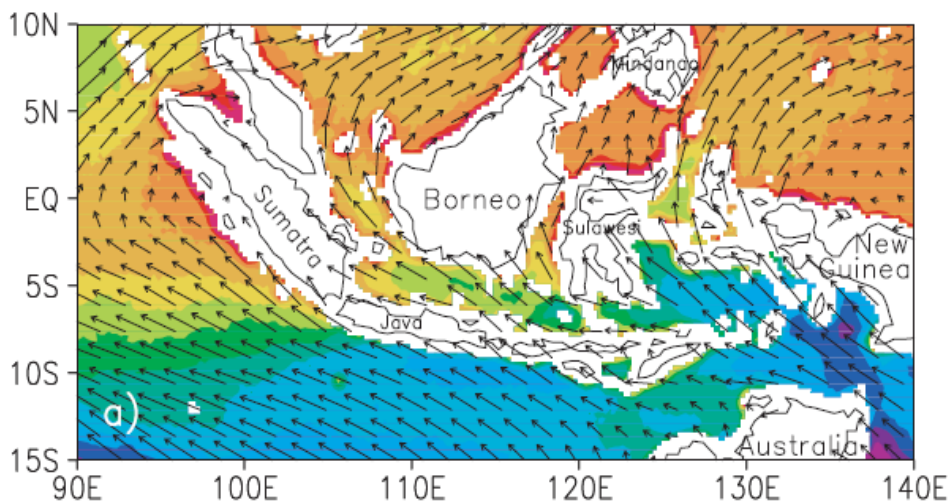 10N
Mindanao
5N
EQ
Borneo
Sumatra
Sulawesi
New
Guinea
5S
Java
10S
a)
Australia
15S
90E 100E 110E 120E 130E 140E